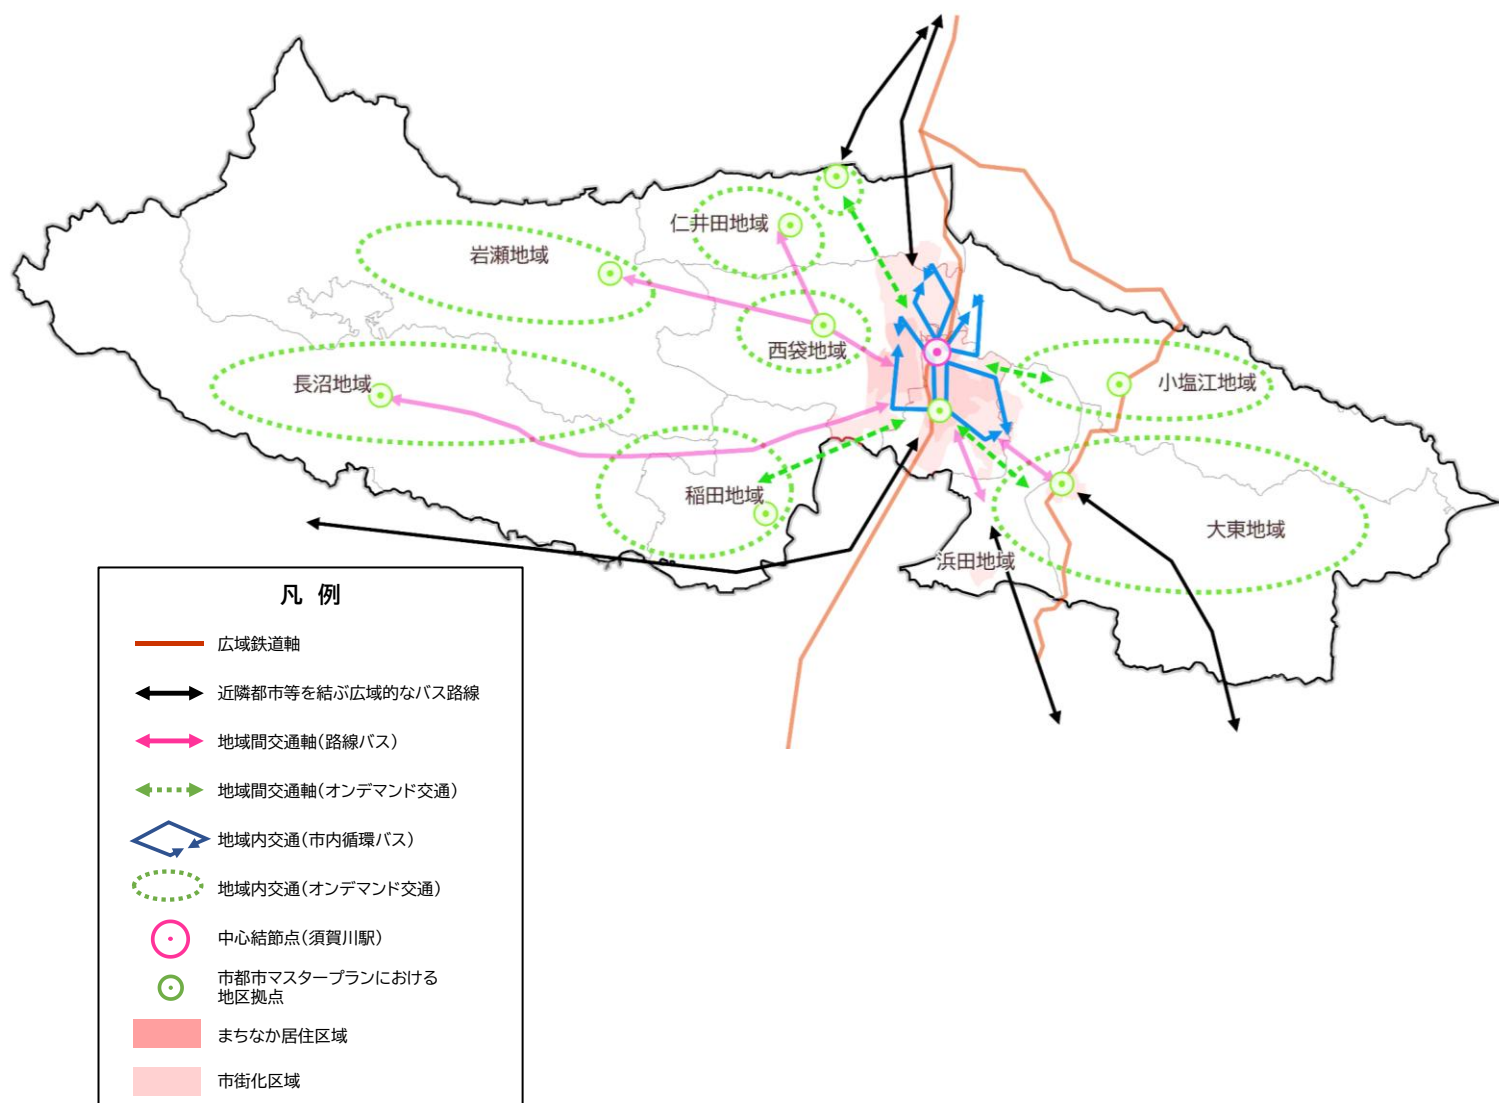 仁井田地域
岩瀬地域
西袋地域
長沼地域
小塩江地域
稲田地域
大東地域
浜田地域
凡 例
広域鉄道軸
近隣都市等を結ぶ広域的なバス路線
地域間交通軸(路線バス)
地域間交通軸(オンデマンド交通)
地域内交通(市内循環バス)
地域内交通(オンデマンド交通)
中心結節点(須賀川駅)
市都市マスタープランにおける
地区拠点
まちなか居住区域
市街化区域